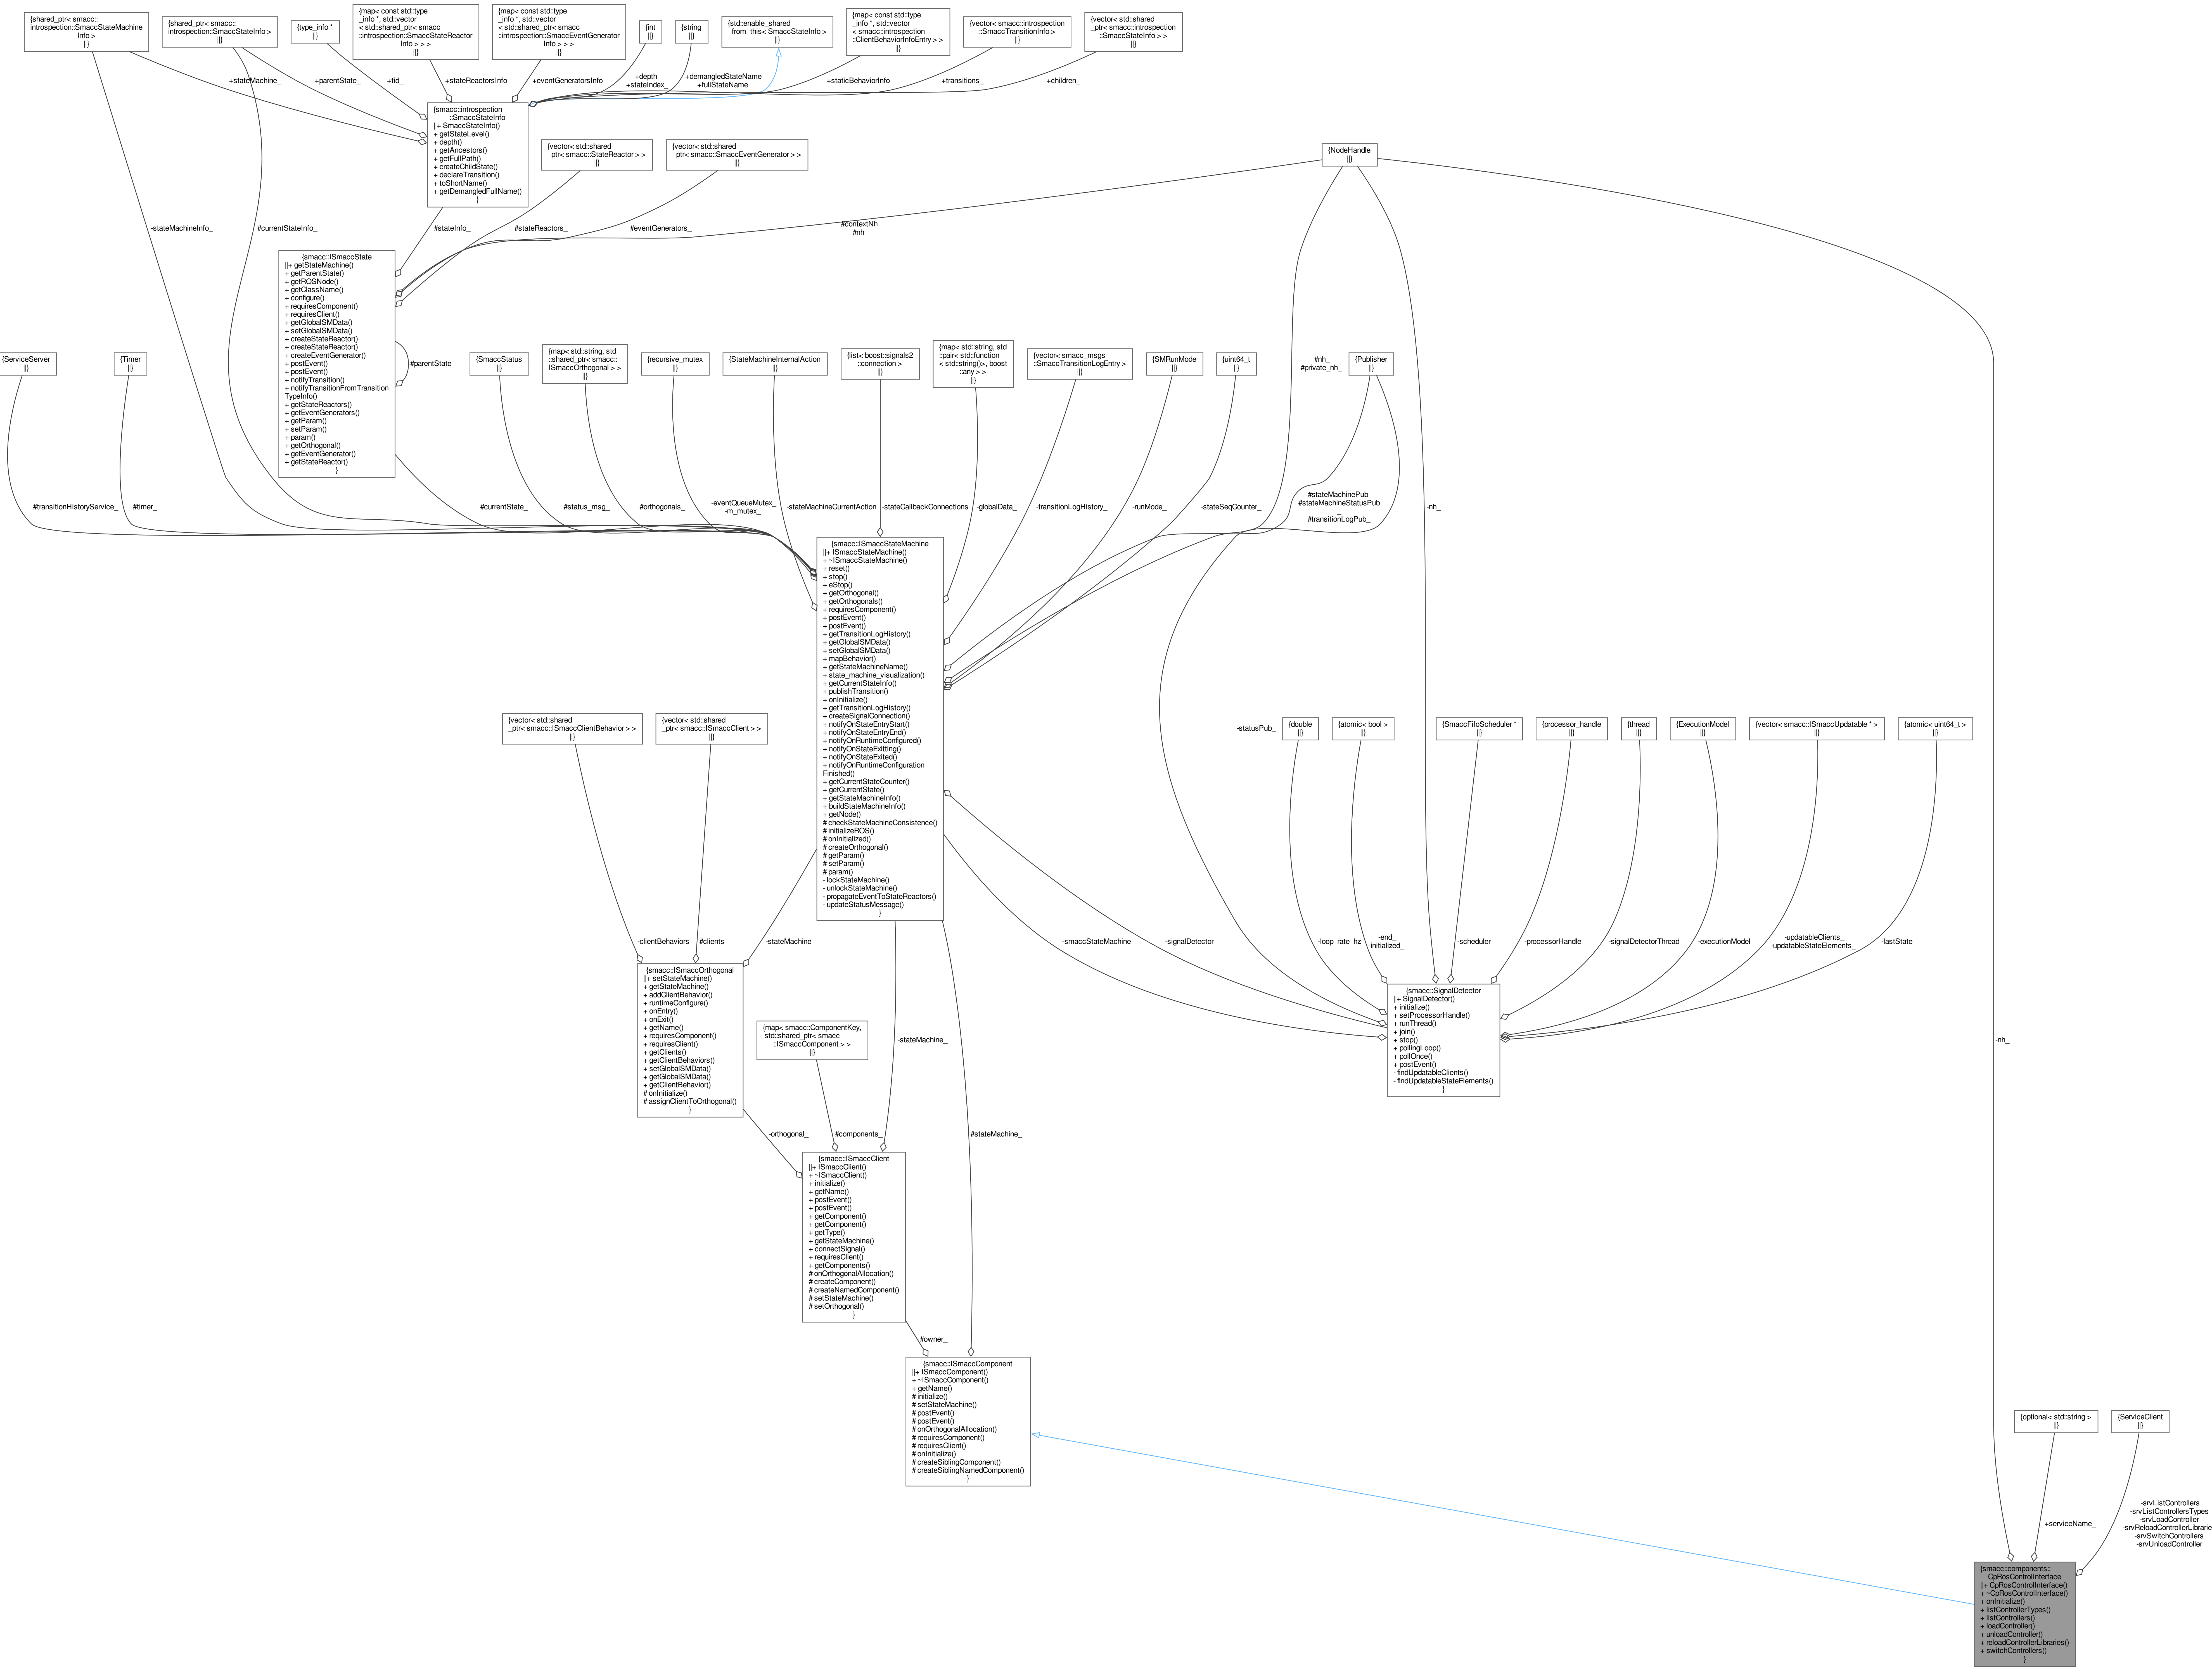 {shared_ptr< smacc::
introspection::SmaccStateMachine
Info >
||}
{shared_ptr< smacc::
introspection::SmaccStateInfo >
||}
{type_info *
||}
{map< const std::type
_info *, std::vector
< std::shared_ptr< smacc
::introspection::SmaccStateReactor
Info > > >
||}
{map< const std::type
_info *, std::vector
< std::shared_ptr< smacc
::introspection::SmaccEventGenerator
Info > > >
||}
{int
||}
{string
||}
{std::enable_shared
_from_this< SmaccStateInfo >
||}
{map< const std::type
_info *, std::vector
< smacc::introspection
::ClientBehaviorInfoEntry > >
||}
{vector< smacc::introspection
::SmaccTransitionInfo >
||}
{vector< std::shared
_ptr< smacc::introspection
::SmaccStateInfo > >
||}
+stateMachine_
+parentState_
+tid_
+stateReactorsInfo
+eventGeneratorsInfo
+depth_
+stateIndex_
+demangledStateName
+fullStateName
+staticBehaviorInfo
+transitions_
+children_
{smacc::introspection
::SmaccStateInfo
||+ SmaccStateInfo()
+ getStateLevel()
+ depth()
+ getAncestors()
+ getFullPath()
+ createChildState()
+ declareTransition()
+ toShortName()
+ getDemangledFullName()
}
{vector< std::shared
_ptr< smacc::StateReactor > >
||}
{vector< std::shared
_ptr< smacc::SmaccEventGenerator > >
||}
{NodeHandle
||}
-stateMachineInfo_
#currentStateInfo_
#stateInfo_
#stateReactors_
#eventGenerators_
#contextNh
#nh
{smacc::ISmaccState
||+ getStateMachine()
+ getParentState()
+ getROSNode()
+ getClassName()
+ configure()
+ requiresComponent()
+ requiresClient()
+ getGlobalSMData()
+ setGlobalSMData()
+ createStateReactor()
+ createStateReactor()
+ createEventGenerator()
+ postEvent()
+ postEvent()
+ notifyTransition()
+ notifyTransitionFromTransition
TypeInfo()
+ getStateReactors()
+ getEventGenerators()
+ getParam()
+ setParam()
+ param()
+ getOrthogonal()
+ getEventGenerator()
+ getStateReactor()
}
#parentState_
{ServiceServer
||}
{Timer
||}
{SmaccStatus
||}
{map< std::string, std
::shared_ptr< smacc::
ISmaccOrthogonal > >
||}
{recursive_mutex
||}
{StateMachineInternalAction
||}
{list< boost::signals2
::connection >
||}
{map< std::string, std
::pair< std::function
< std::string()>, boost
::any > >
||}
{vector< smacc_msgs
::SmaccTransitionLogEntry >
||}
{SMRunMode
||}
{uint64_t
||}
#nh_
#private_nh_
{Publisher
||}
#transitionHistoryService_
#timer_
#currentState_
#status_msg_
#orthogonals_
-eventQueueMutex_
-m_mutex_
-stateMachineCurrentAction
-stateCallbackConnections
-globalData_
-transitionLogHistory_
-runMode_
-stateSeqCounter_
#stateMachinePub_
#stateMachineStatusPub
_
#transitionLogPub_
-nh_
{smacc::ISmaccStateMachine
||+ ISmaccStateMachine()
+ ~ISmaccStateMachine()
+ reset()
+ stop()
+ eStop()
+ getOrthogonal()
+ getOrthogonals()
+ requiresComponent()
+ postEvent()
+ postEvent()
+ getTransitionLogHistory()
+ getGlobalSMData()
+ setGlobalSMData()
+ mapBehavior()
+ getStateMachineName()
+ state_machine_visualization()
+ getCurrentStateInfo()
+ publishTransition()
+ onInitialize()
+ getTransitionLogHistory()
+ createSignalConnection()
+ notifyOnStateEntryStart()
+ notifyOnStateEntryEnd()
+ notifyOnRuntimeConfigured()
+ notifyOnStateExitting()
+ notifyOnStateExited()
+ notifyOnRuntimeConfiguration
Finished()
+ getCurrentStateCounter()
+ getCurrentState()
+ getStateMachineInfo()
+ buildStateMachineInfo()
+ getNode()
# checkStateMachineConsistence()
# initializeROS()
# onInitialized()
# createOrthogonal()
# getParam()
# setParam()
# param()
- lockStateMachine()
- unlockStateMachine()
- propagateEventToStateReactors()
- updateStatusMessage()
}
{vector< std::shared
_ptr< smacc::ISmaccClientBehavior > >
||}
{vector< std::shared
_ptr< smacc::ISmaccClient > >
||}
-statusPub_
{double
||}
{atomic< bool >
||}
{SmaccFifoScheduler *
||}
{processor_handle
||}
{thread
||}
{ExecutionModel
||}
{vector< smacc::ISmaccUpdatable * >
||}
{atomic< uint64_t >
||}
-clientBehaviors_
#clients_
-stateMachine_
-smaccStateMachine_
-signalDetector_
-loop_rate_hz
-end_
-initialized_
-scheduler_
-processorHandle_
-signalDetectorThread_
-executionModel_
-updatableClients_
-updatableStateElements_
-lastState_
{smacc::ISmaccOrthogonal
||+ setStateMachine()
+ getStateMachine()
+ addClientBehavior()
+ runtimeConfigure()
+ onEntry()
+ onExit()
+ getName()
+ requiresComponent()
+ requiresClient()
+ getClients()
+ getClientBehaviors()
+ setGlobalSMData()
+ getGlobalSMData()
+ getClientBehavior()
# onInitialize()
# assignClientToOrthogonal()
}
{smacc::SignalDetector
||+ SignalDetector()
+ initialize()
+ setProcessorHandle()
+ runThread()
+ join()
+ stop()
+ pollingLoop()
+ pollOnce()
+ postEvent()
- findUpdatableClients()
- findUpdatableStateElements()
}
{map< smacc::ComponentKey,
std::shared_ptr< smacc
::ISmaccComponent > >
||}
-stateMachine_
-nh_
-orthogonal_
#components_
#stateMachine_
{smacc::ISmaccClient
||+ ISmaccClient()
+ ~ISmaccClient()
+ initialize()
+ getName()
+ postEvent()
+ postEvent()
+ getComponent()
+ getComponent()
+ getType()
+ getStateMachine()
+ connectSignal()
+ requiresClient()
+ getComponents()
# onOrthogonalAllocation()
# createComponent()
# createNamedComponent()
# setStateMachine()
# setOrthogonal()
}
#owner_
{smacc::ISmaccComponent
||+ ISmaccComponent()
+ ~ISmaccComponent()
+ getName()
# initialize()
# setStateMachine()
# postEvent()
# postEvent()
# onOrthogonalAllocation()
# requiresComponent()
# requiresClient()
# onInitialize()
# createSiblingComponent()
# createSiblingNamedComponent()
}
{optional< std::string >
||}
{ServiceClient
||}
+serviceName_
-srvListControllers
-srvListControllersTypes
-srvLoadController
-srvReloadControllerLibraries
-srvSwitchControllers
-srvUnloadController
{smacc::components::
CpRosControlInterface
||+ CpRosControlInterface()
+ ~CpRosControlInterface()
+ onInitialize()
+ listControllerTypes()
+ listControllers()
+ loadController()
+ unloadController()
+ reloadControllerLibraries()
+ switchControllers()
}